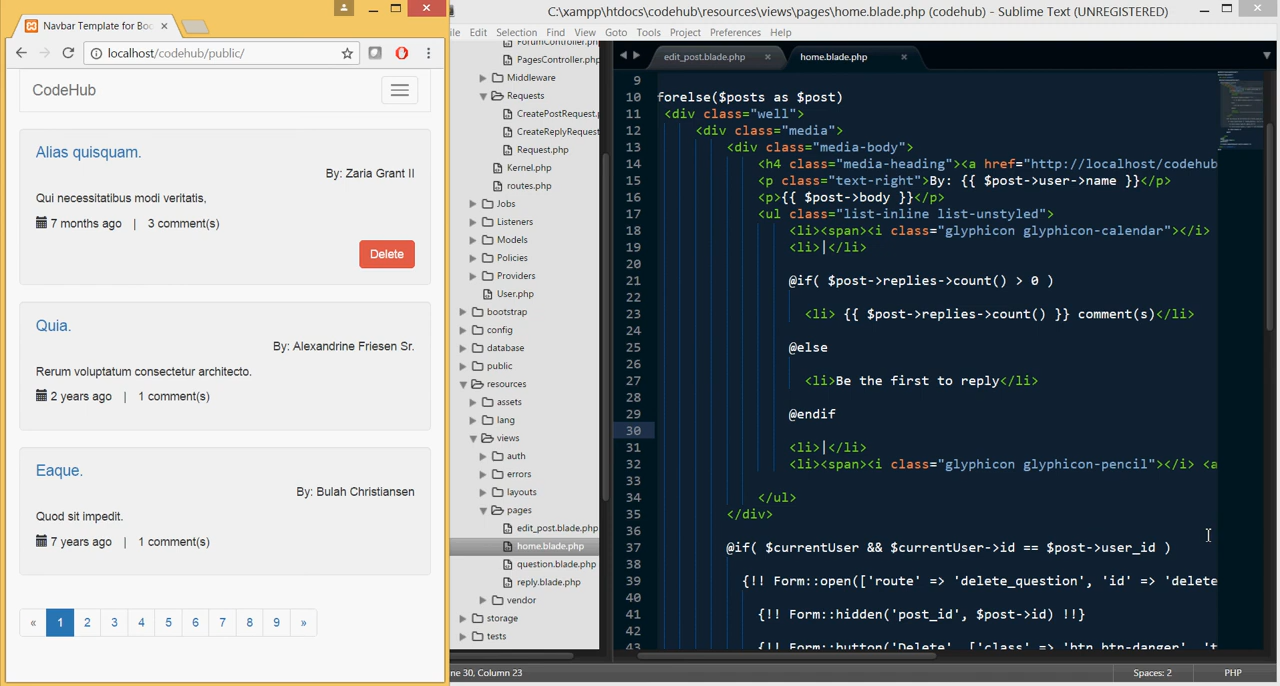 Navbar Template for Boo
localhost/codehub/public/
CodeHub
Alias quisquam.
By: Zaria Grant II
Qui necessitatibus modi veritatis,
7 months ago | 3 comment(s)
Delete
Quia.
By: Alexandrine Friesen Sr.
Rerum voluptatum consectetur architecto.
2 years ago | 1 comment(s)
Eaque.
By: Bulah Christiansen
Quod sit impedit.
7 years ago | 1 comment(s)
« 1 2 3 4 5 6 7 8 9 »
C:\xampp\htdocs\codehub\resources\views\pages\home.blade.php (codehub) - Sublime Text (UNREGISTERED)
ile Edit Selection Find View Goto Tools Project Preferences Help
ForumController.php
PagesController.php
Middleware
Requests
CreatePostRequest.
CreateReplyRequest
Request.php
Kernel.php
routes.php
Jobs
Listeners
Models
Policies
Providers
User.php
bootstrap
config
database
public
resources
assets
lang
views
auth
errors
layouts
pages
edit_post.blade.php
home.blade.php
question.blade.php
reply.blade.php
vendor
storage
tests
edit_post.blade.php × home.blade.php ×
9
10 forelse($posts as $post)
11 <div class="well">
12 <div class="media">
13 <div class="media-body">
14 <h4 class="media-heading"><a href="http://localhost/codehub
15 <p class="text-right">By: {{ $post->user->name }}</p>
16 <p>{{ $post->body }}</p>
17 <ul class="list-inline list-unstyled">
18 <li><span><i class="glyphicon glyphicon-calendar"></i>
19 <li>|</li>
20
21 @if( $post->replies->count() > 0 )
22
23 <li> {{ $post->replies->count() }} comment(s)</li>
24
25 @else
26
27 <li>Be the first to reply</li>
28
29 @endif
30
31 <li>|</li>
32 <li><span><i class="glyphicon glyphicon-pencil"></i> <a
33
34 </ul>
35 </div>
36
37 @if( $currentUser && $currentUser->id == $post->user_id )
38
39 {!! Form::open(['route' => 'delete_question', 'id' => 'delete
40
41 {!! Form::hidden('post_id', $post->id) !!}
42
43 {!! Form::button('Delete', ['class' => 'btn btn-danger', 't
ne 30, Column 23
Spaces: 2
PHP